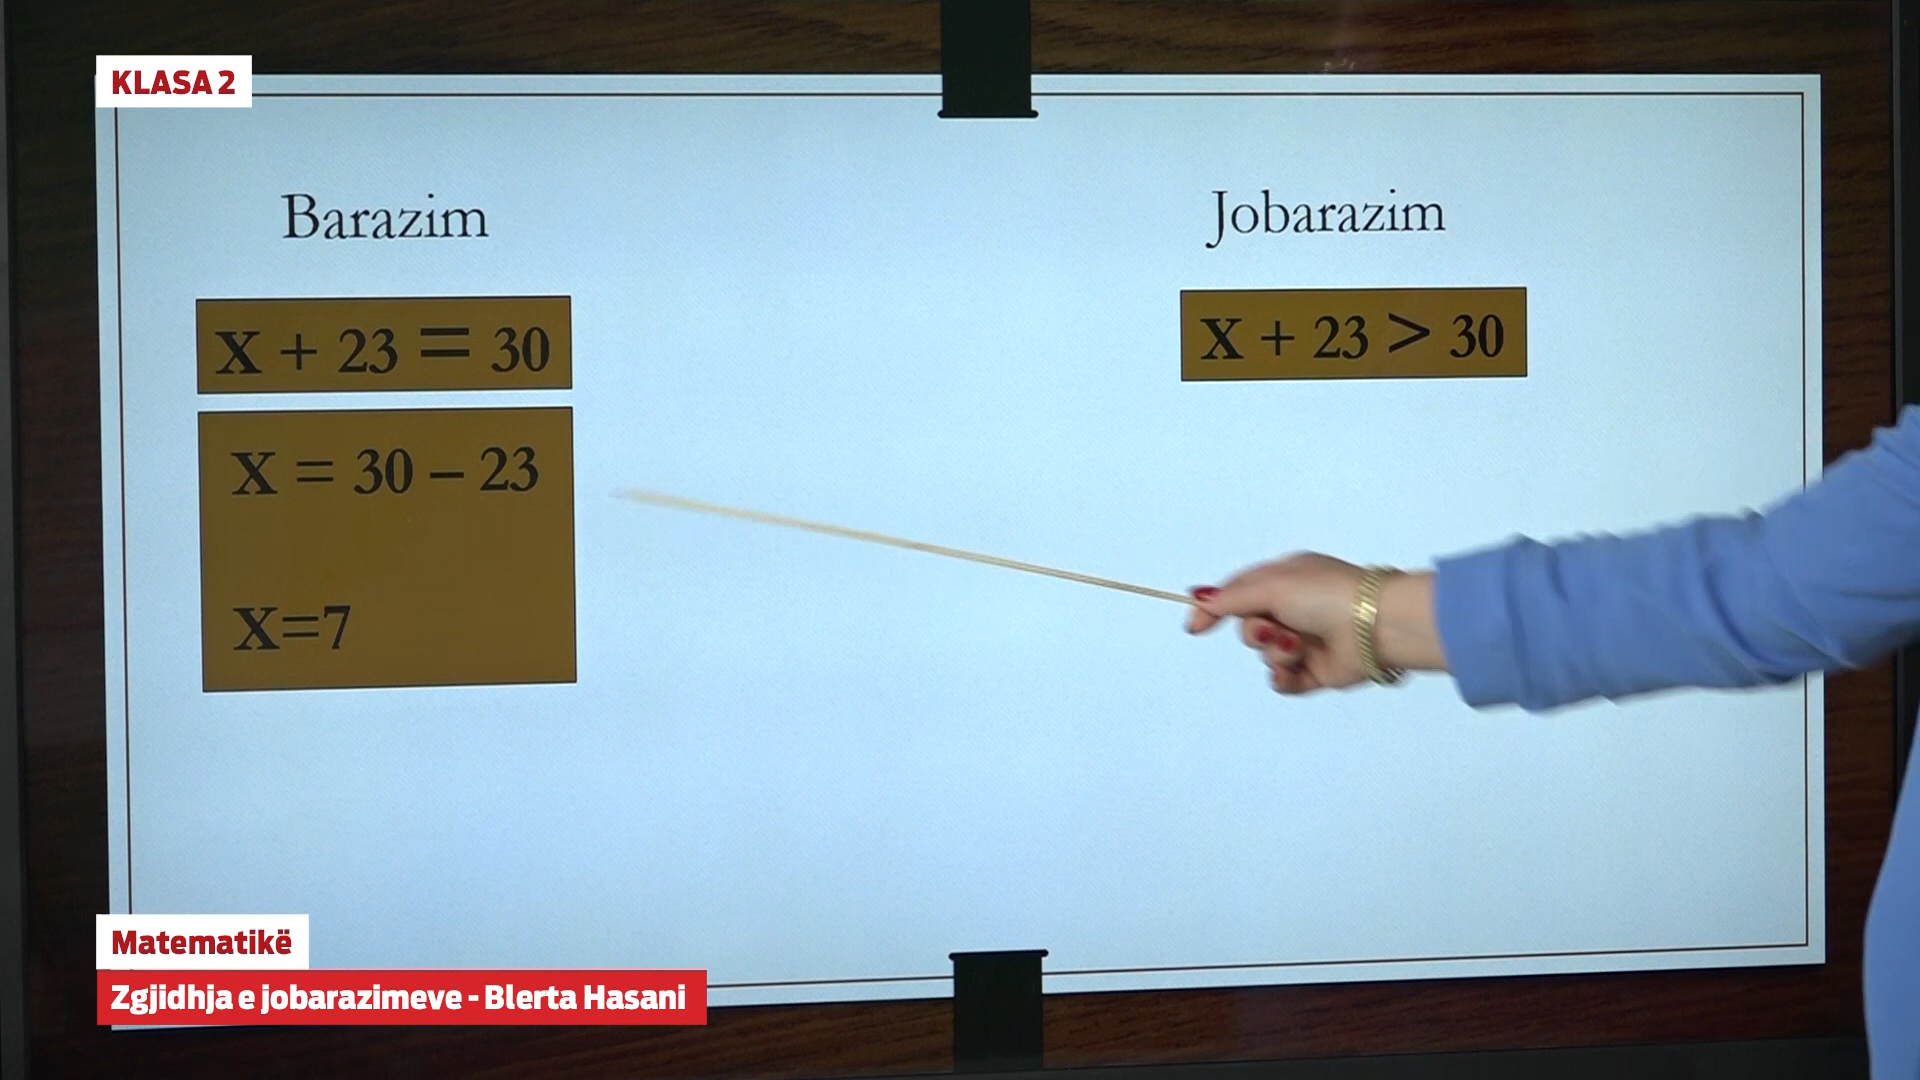 KLASA 2
Barazim
Jobarazim
X + 23 = 30
X + 23 > 30
X = 30 – 23
X=7
Matematikë
Zgjidhja e jobarazimeve - Blerta Hasani